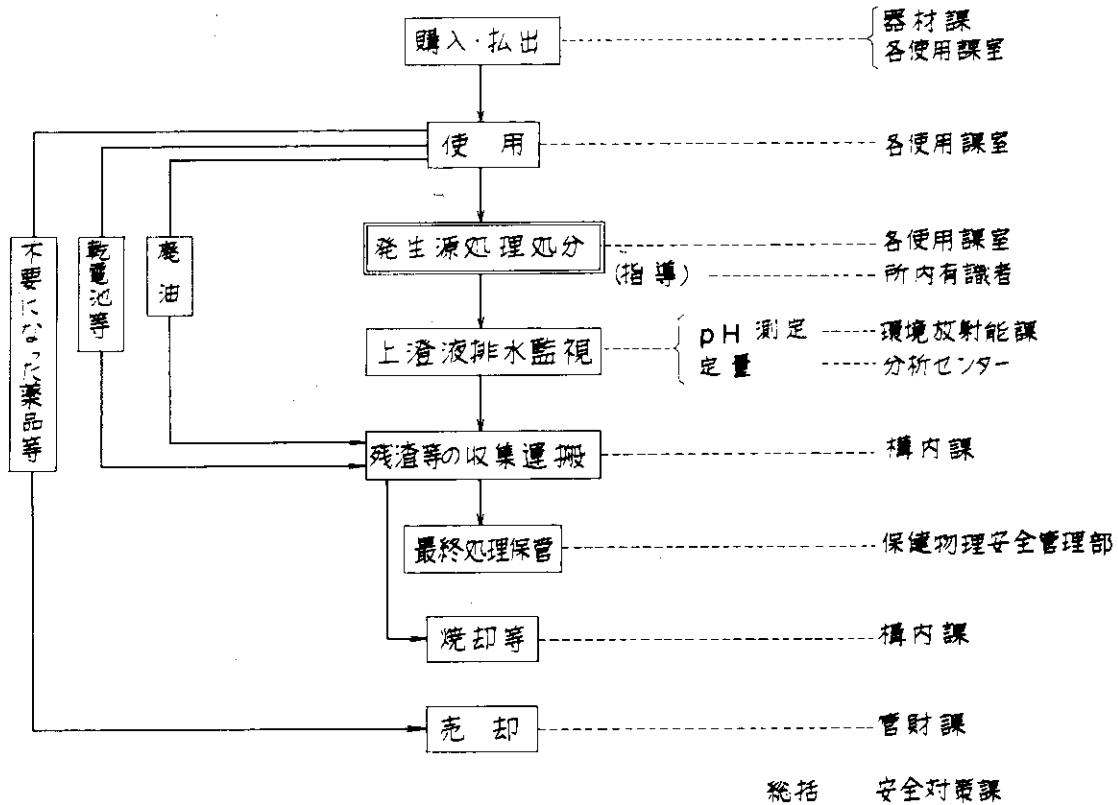 購入・払出
器材課
各使用課室
使用
各使用課室
発生源処理処分
各使用課室
(指導)
所内有識者
不要になった薬品等
乾電池等
廃油
上澄液排水監視
pH測定
環境放射能課
定量
分析センター
残渣等の収集運搬
構内課
最終処理保管
保健物理安全管理部
焼却等
構内課
売却
管財課
総括 安全対策課